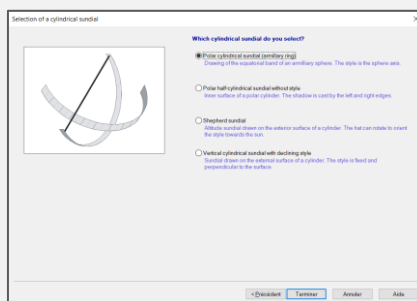 Selection of a cylindrical sundial
Which cylindrical sundial do you select?
Polar cylindrical sundial (armillary ring)
Drawing of the equatorial band of an armillary sphere. The style is the sphere axis.
Polar half-cylindrical sundial without style
Inner surface of a polar cylinder. The shadow is cast by the left and right edges.
Shepherd sundial
Altitude sundial drawn on the exterior surface of a cylinder. The hat can rotate to orient
the style towards the sun.
Vertical cylindrical sundial with declining style
Sundial drawn on the external surface of a cylinder. The style is fixed and
perpendicular to the surface.
< Précédent
Terminer
Annuler
Aide